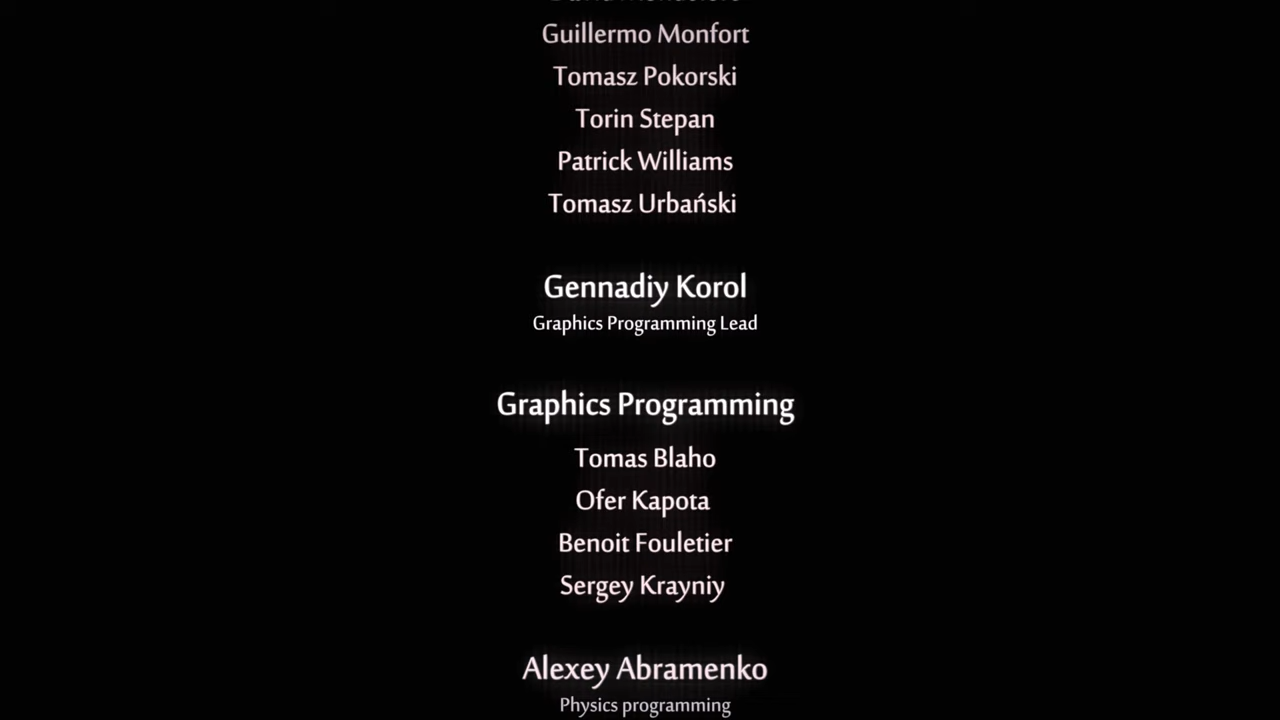 Guillermo Monfort
Tomasz Pokorski
Torin Stepan
Patrick Williams
Tomasz Urbański
Gennadiy Korol
Graphics Programming Lead
Graphics Programming
Tomas Blaho
Ofer Kapota
Benoit Fouletier
Sergey Krayniy
Alexey Abramenko
Physics programming